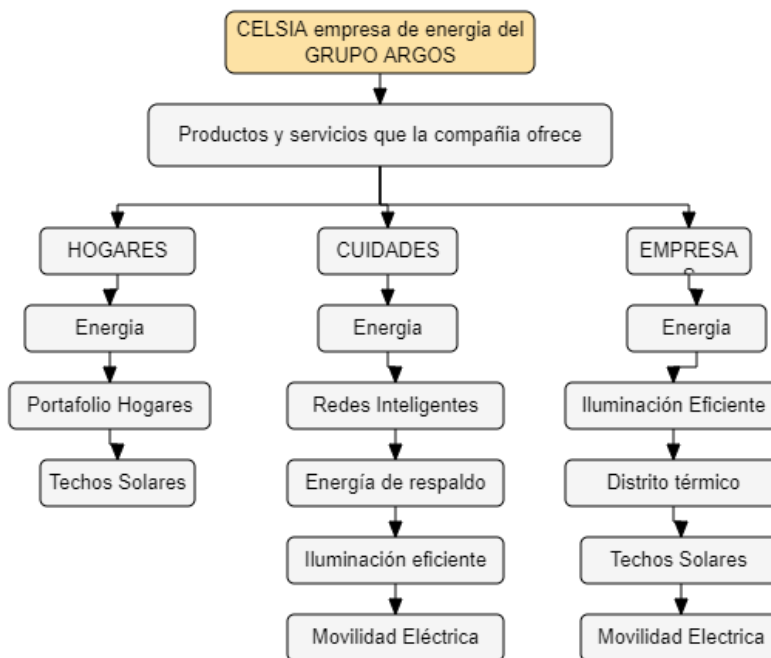 CELSIA empresa de energia del
GRUPO ARGOS
Productos y servicios que la compañia ofrece
HOGARES
CUIDADES
EMPRESA
Energia
Energia
Energia
Portafolio Hogares
Redes Inteligentes
Iluminación Eficiente
Techos Solares
Energía de respaldo
Distrito térmico
Iluminación eficiente
Techos Solares
Movilidad Eléctrica
Movilidad Electrica